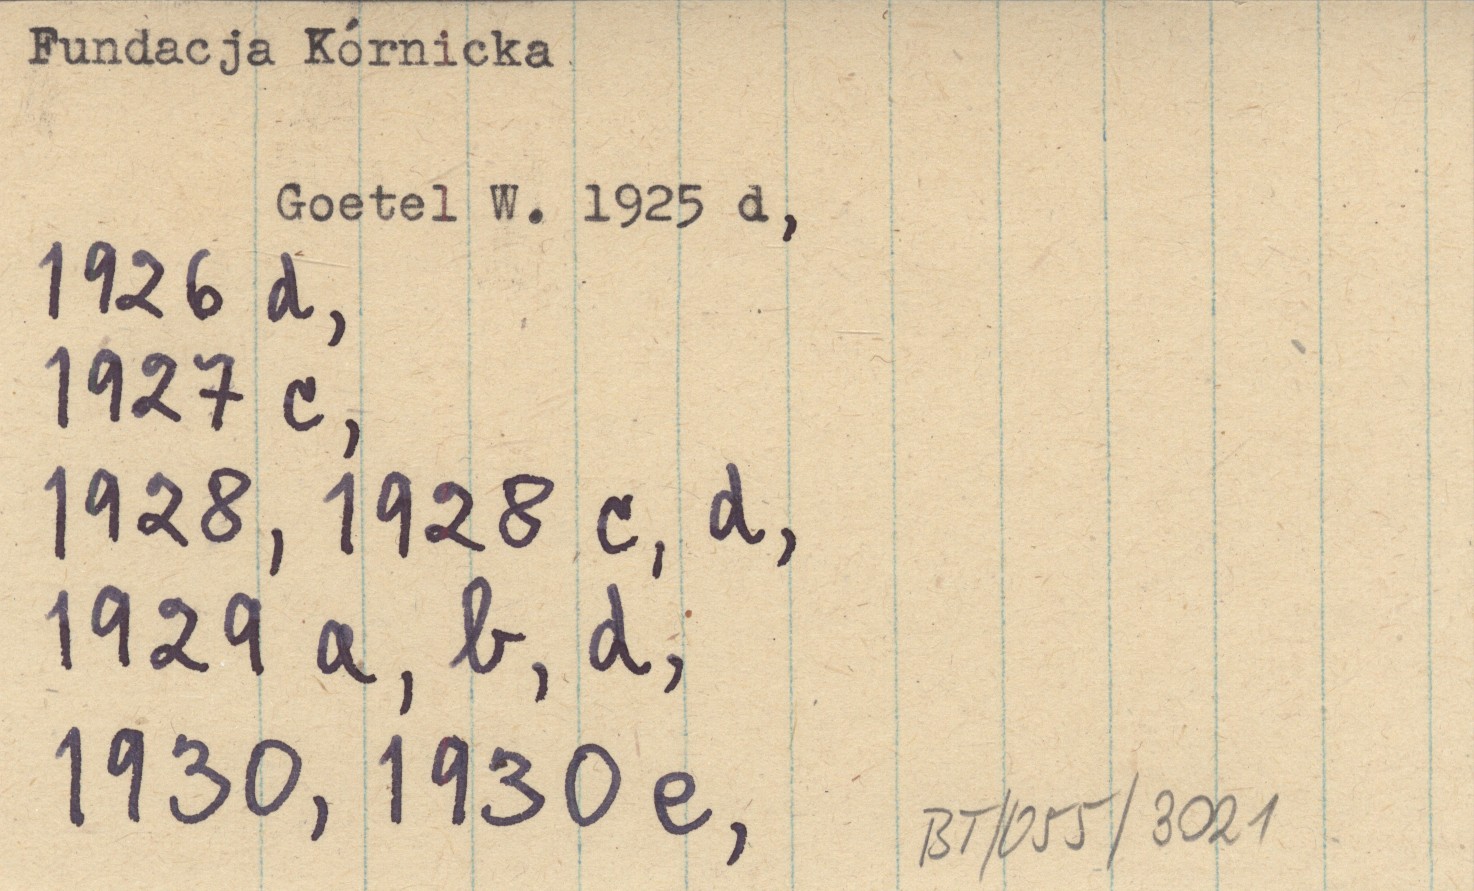 Fundacja Kórnicka
Goetel W. 1925 d,
1926 d,
1927 c,
1928, 1928 c, d,
1929 a, b, d,
1930, 1930 e,
BT/055/3021